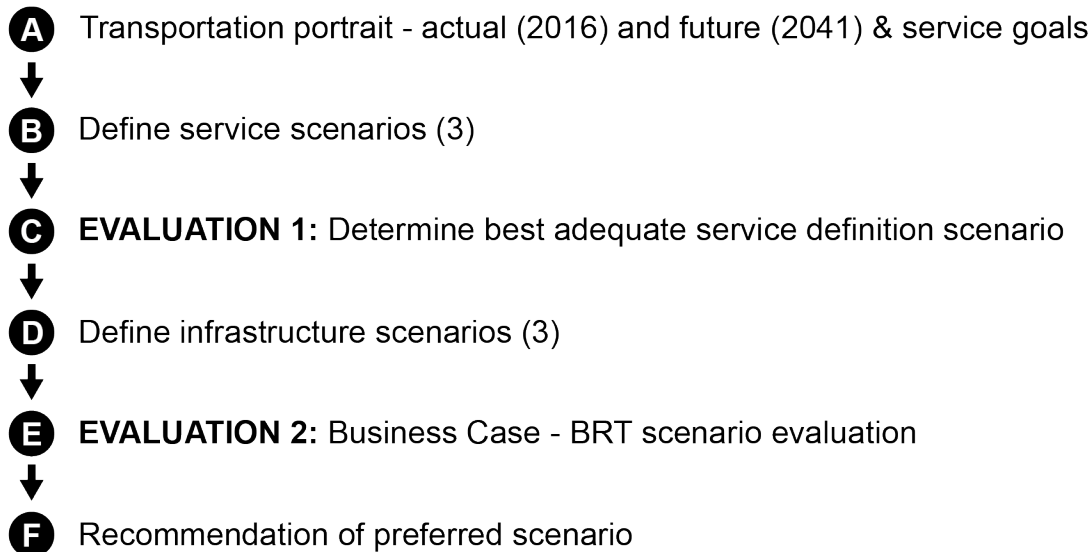 A Transportation portrait - actual (2016) and future (2041) & service goals
B Define service scenarios (3)
C EVALUATION 1: Determine best adequate service definition scenario
D Define infrastructure scenarios (3)
E EVALUATION 2: Business Case - BRT scenario evaluation
F Recommendation of preferred scenario